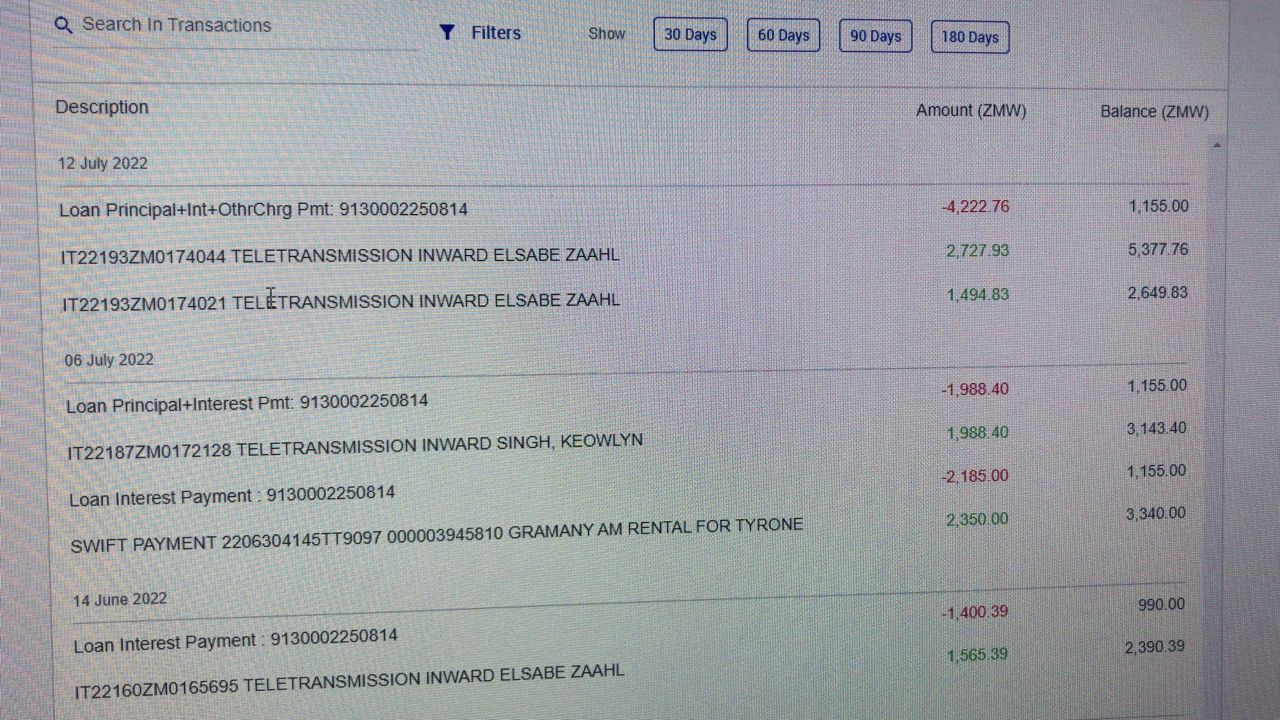 Search In Transactions Filters Show 30 Days 60 Days 90 Days 180 Days
Description Amount (ZMW) Balance (ZMW)
12 July 2022
Loan Principal+Int+OthrChrg Pmt: 9130002250814 -4,222.76 1,155.00
IT22193ZM0174044 TELETRANSMISSION INWARD ELSABE ZAAHL 2,727.93 5,377.76
IT22193ZM0174021 TELETRANSMISSION INWARD ELSABE ZAAHL 1,494.83 2,649.83
06 July 2022
Loan Principal+Interest Pmt: 9130002250814 -1,988.40 1,155.00
IT22187ZM0172128 TELETRANSMISSION INWARD SINGH, KEOWLYN 1,988.40 3,143.40
Loan Interest Payment : 9130002250814 -2,185.00 1,155.00
SWIFT PAYMENT 2206304145TT9097 000003945810 GRAMANY AM RENTAL FOR TYRONE 2,350.00 3,340.00
14 June 2022
Loan Interest Payment : 9130002250814 -1,400.39 990.00
IT22160ZM0165695 TELETRANSMISSION INWARD ELSABE ZAAHL 1,565.39 2,390.39